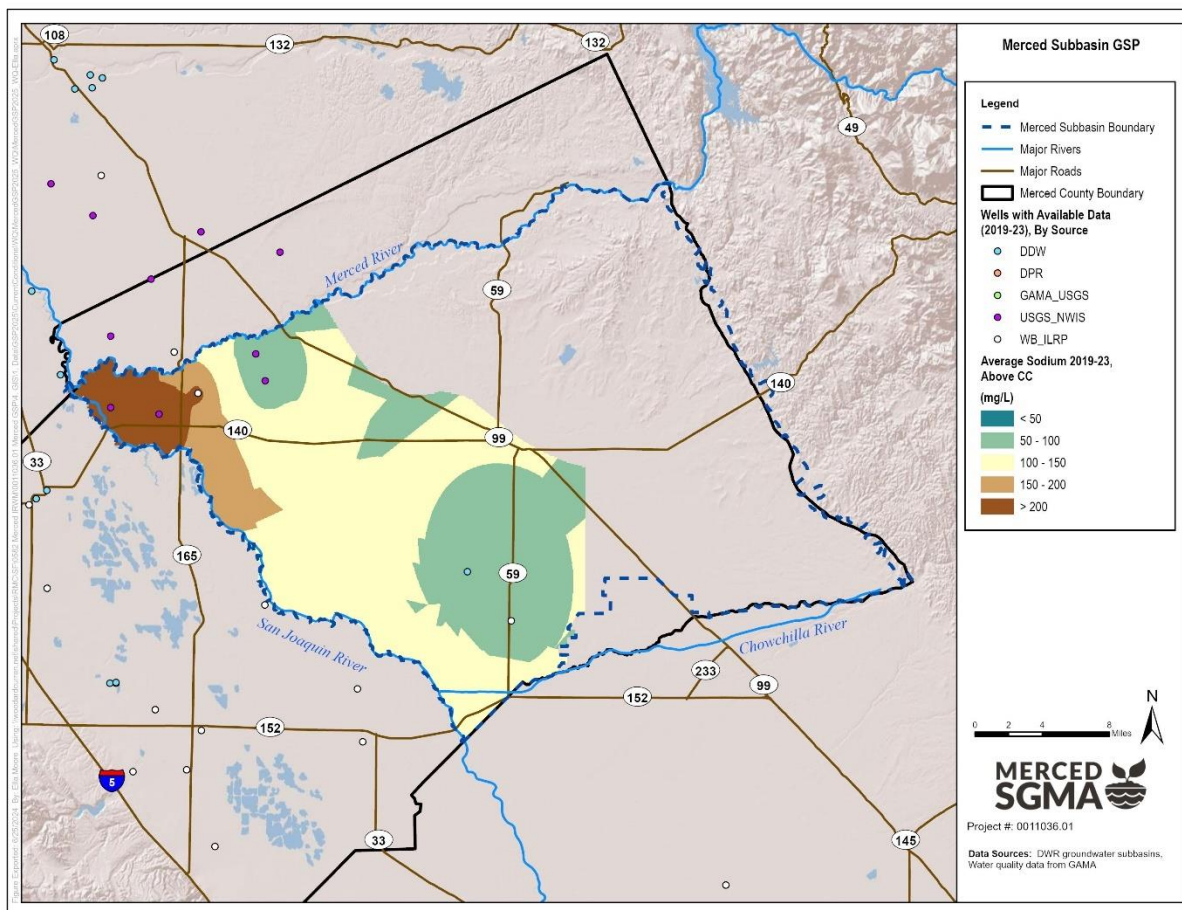 108
132
132
49
Merced River
59
140
140
99
33
165
59
San Joaquin River
Chowchilla River
233
99
152
152
5
33
145
Merced Subbasin GSP
Legend
Merced Subbasin Boundary
Major Rivers
Major Roads
Merced County Boundary
Wells with Available Data
(2019-23), By Source
DDW
DPR
GAMA_USGS
USGS_NWIS
WB_ILRP
Average Sodium 2019-23,
Above CC
(mg/L)
< 50
50 - 100
100 - 150
150 - 200
> 200
N
0 2 4 8
Miles
MERCED
SGMA
Project #: 0011036.01
Data Sources: DWR groundwater subbasins,
Water quality data from GAMA